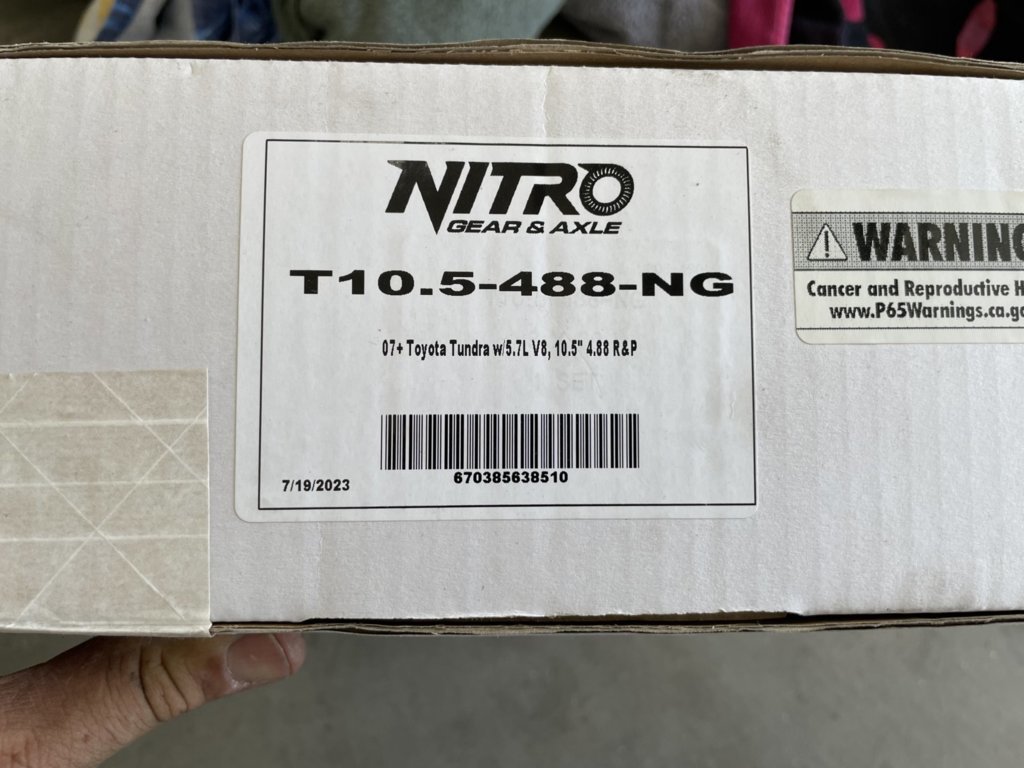 NITRO
GEAR & AXLE
T10.5-488-NG
07+ Toyota Tundra w/5.7L V8, 10.5" 4.88 R&P
670385638510
7/19/2023
WARNING
Cancer and Reproductive
www.P65Warnings.ca.go